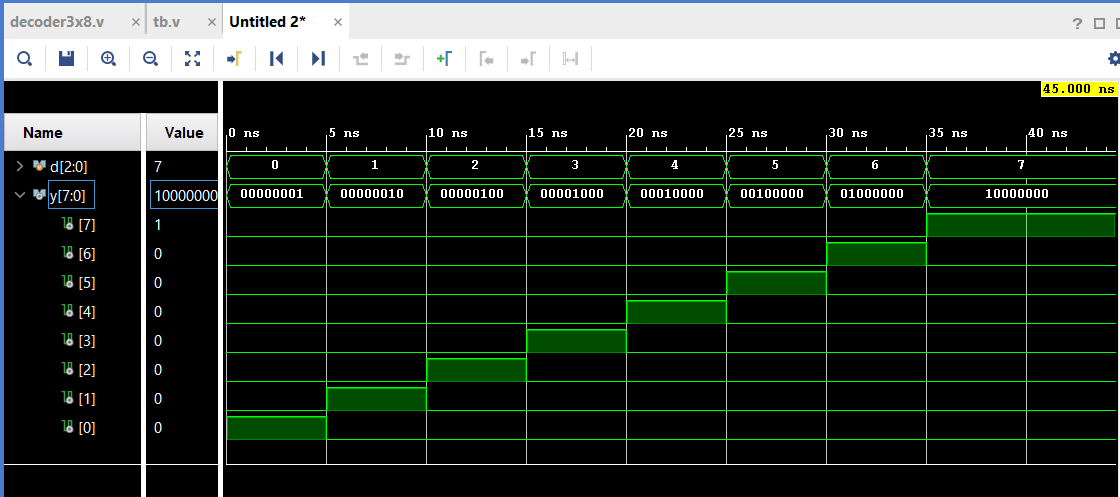 decoder3x8.v × tb.v × Untitled 2* × ?
45.000 ns
Name Value 0 ns 5 ns 10 ns 15 ns 20 ns 25 ns 30 ns 35 ns 40 ns
d[2:0] 7 0 1 2 3 4 5 6 7
y[7:0] 10000000 00000001 00000010 00000100 00001000 00010000 00100000 01000000 10000000
[7] 1
[6] 0
[5] 0
[4] 0
[3] 0
[2] 0
[1] 0
[0] 0